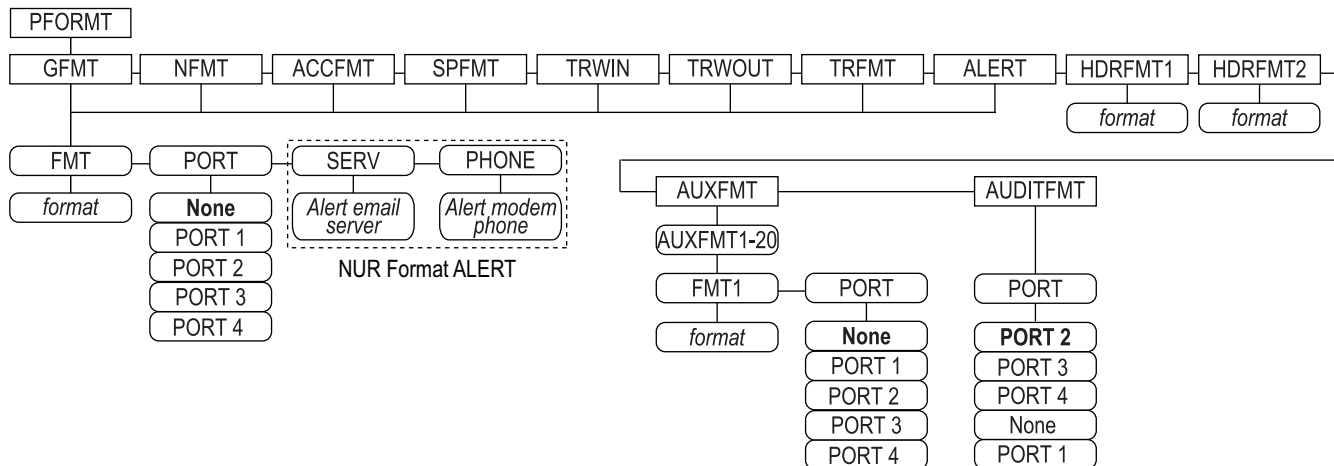 PFORMT
GFMT NFMT ACCFMT SPFMT TRWIN TRWOUT TRFMT ALERT HDRFMT1 HDRFMT2
format format
FMT PORT SERV PHONE
format None Alert email server Alert modem phone
PORT 1
PORT 2
PORT 3
PORT 4
NUR Format ALERT
AUXFMT AUDITFMT
AUXFMT1-20
FMT1 PORT PORT
format None PORT 2
PORT 1 PORT 3
PORT 2 PORT 4
PORT 3 None
PORT 4 PORT 1